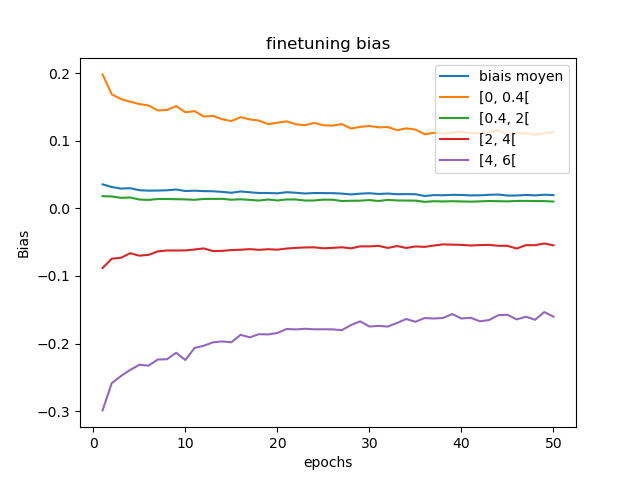 finetuning bias
0.2
0.1
0.0
−0.1
−0.2
−0.3
Bias
biais moyen
[0, 0.4[
[0.4, 2[
[2, 4[
[4, 6[
0 10 20 30 40 50
epochs